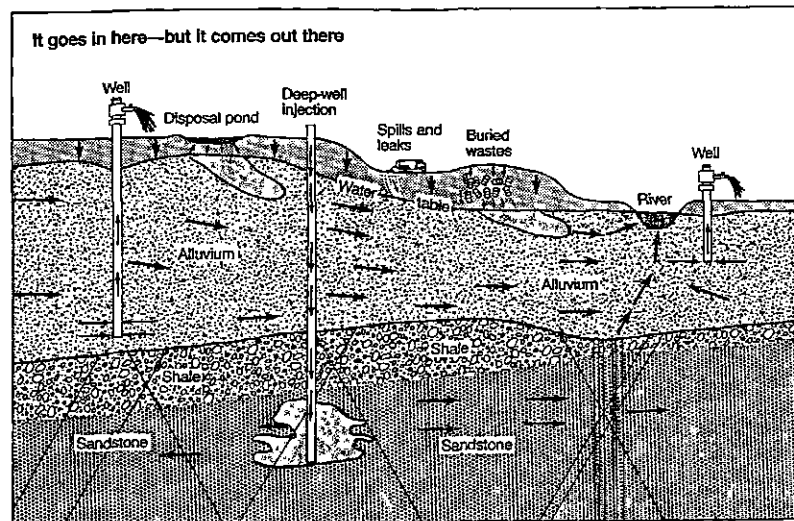 It goes in here—but it comes out there
Well
Disposal pond
Deep-well
injection
Spills and
leaks
Buried
wastes
Well
River
Water table
Alluvium
Alluvium
Shale
Shale
Sandstone
Sandstone